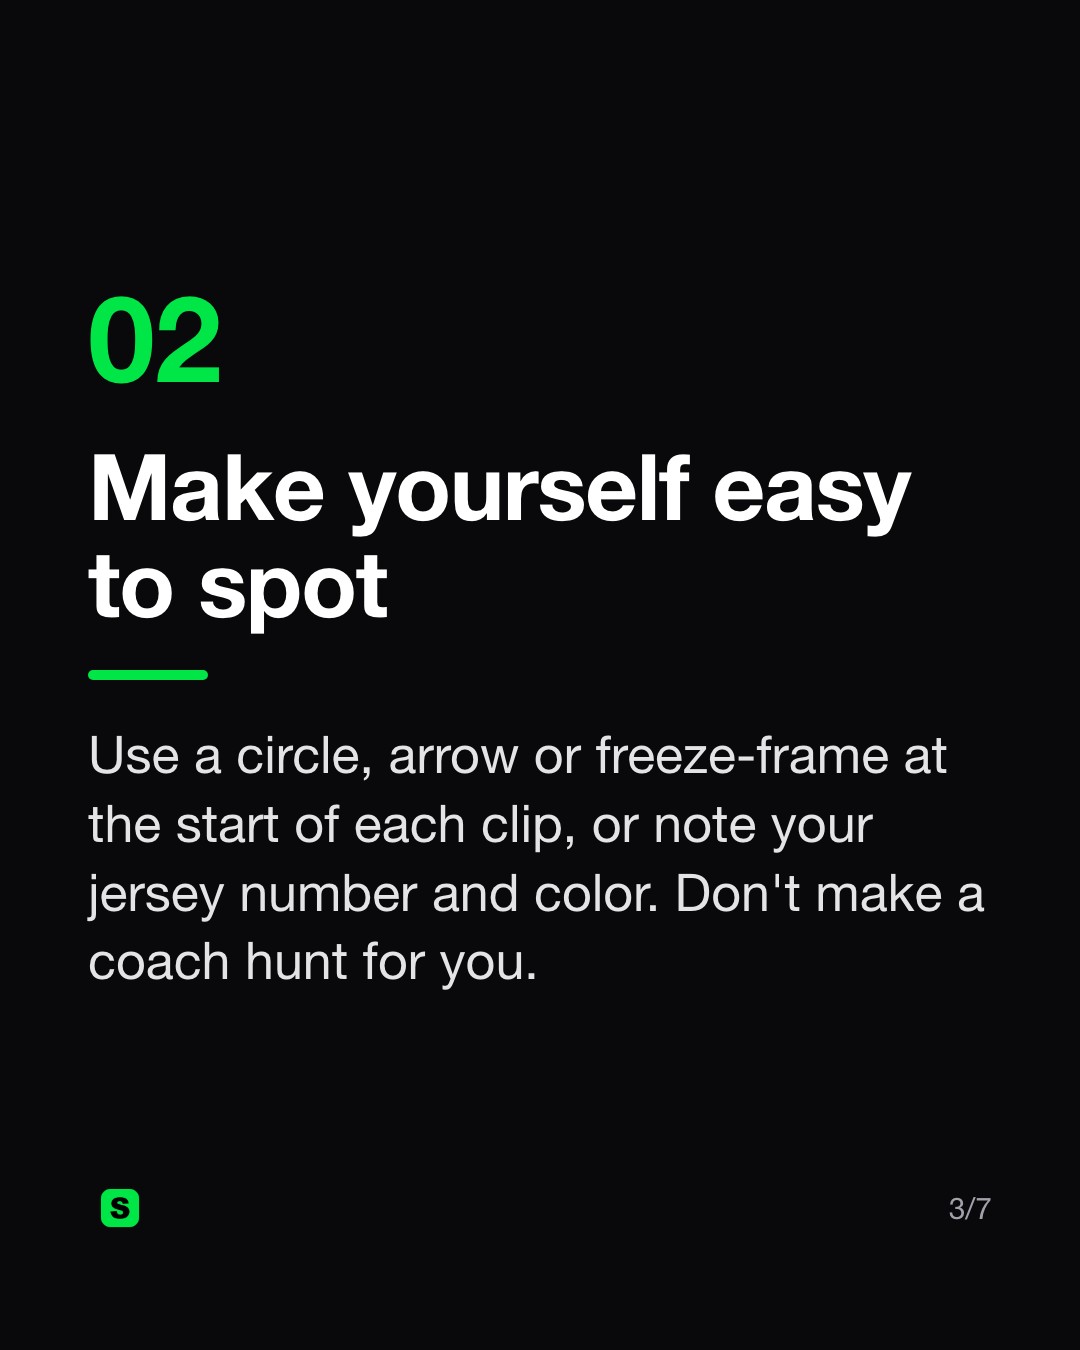 02
Make yourself easy
to spot
Use a circle, arrow or freeze-frame at
the start of each clip, or note your
jersey number and color. Don't make a
coach hunt for you.
S
3/7